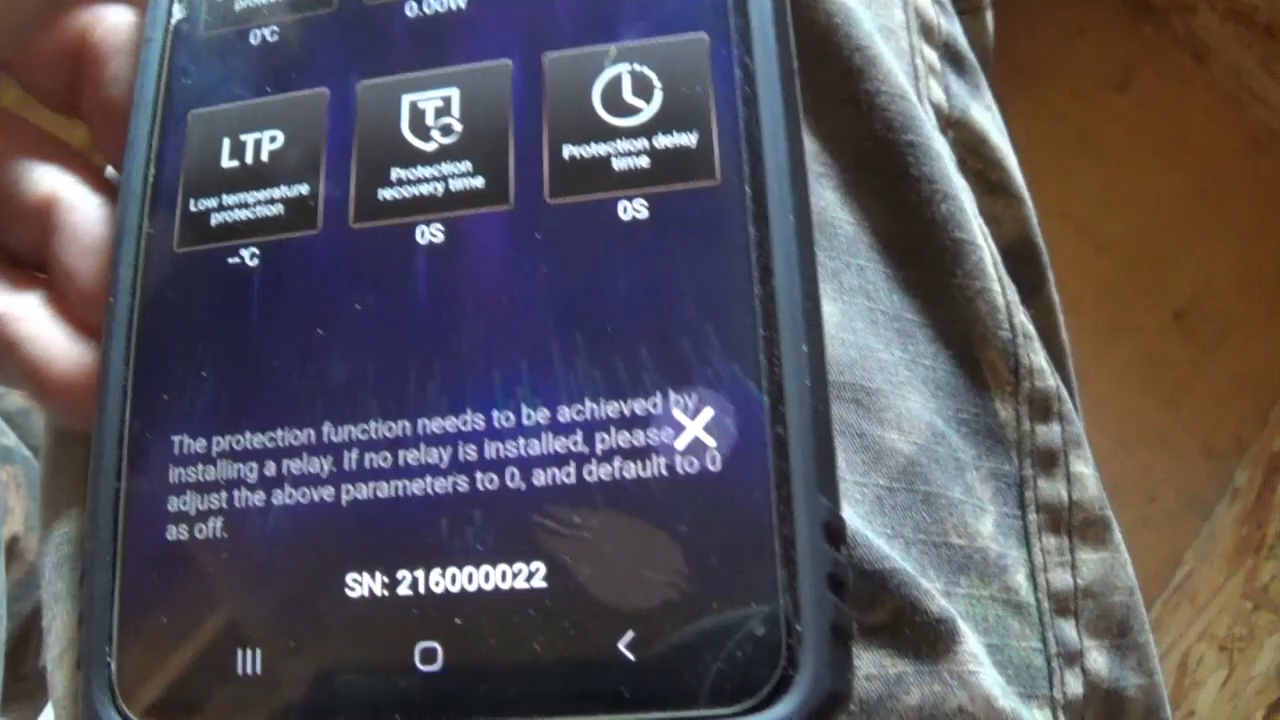 0℃
0.00W
LTP
Low temperature
protection
--℃
T
Protection
recovery time
0S
Protection delay
time
0S
The protection function needs to be achieved by
installing a relay. If no relay is installed, please
adjust the above parameters to 0, and default to 0
as off.
SN: 216000022